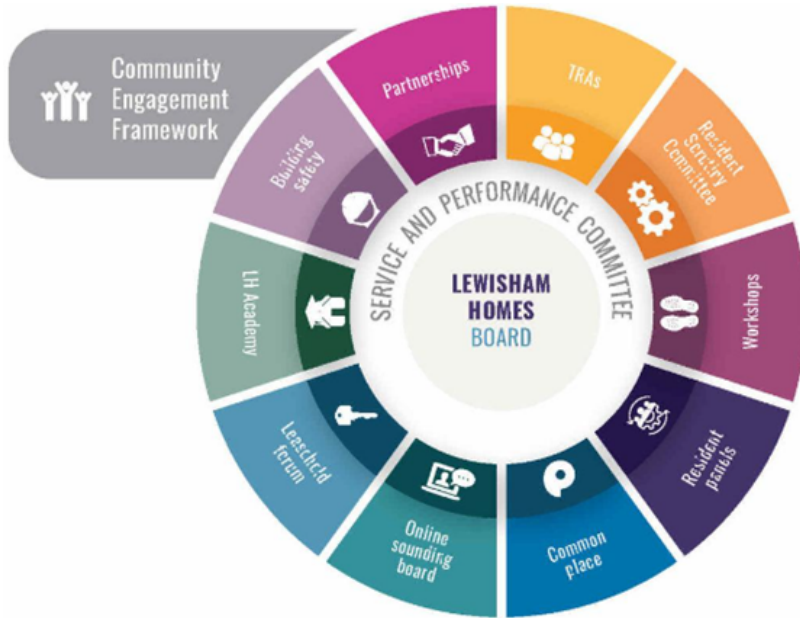 Community
Engagement
Framework
Partnerships
TRAs
Resident
Scrutiny
Committee
Workshops
Resident
panels
Common
place
Online
sounding
board
Leasehold
forum
LH Academy
Building
safety
SERVICE AND PERFORMANCE COMMITTEE
LEWISHAM
HOMES
BOARD